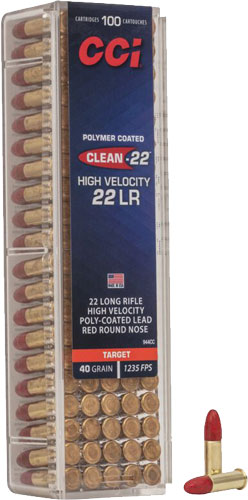 CARTRIDGES 100 CARTOUCHES
CCI
POLYMER COATED
CLEAN-22
HIGH VELOCITY
22 LR
22 LONG RIFLE
HIGH VELOCITY
POLY-COATED LEAD
RED ROUND NOSE
944CC
TARGET
40 GRAIN 1235 FPS